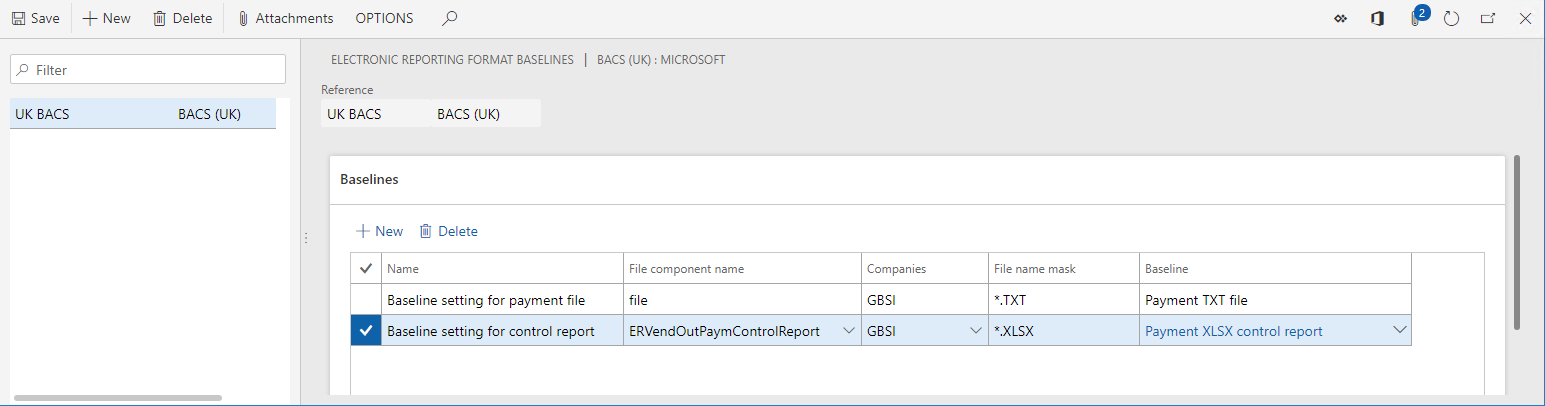 Save New Delete Attachments OPTIONS 2
Filter
UK BACS BACS (UK)
ELECTRONIC REPORTING FORMAT BASELINES | BACS (UK) : MICROSOFT
Reference
UK BACS BACS (UK)
Baselines
New Delete
Name File component name Companies File name mask Baseline
Baseline setting for payment file file GBSI *.TXT Payment TXT file
Baseline setting for control report ERVendOutPaymControlReport GBSI *.XLSX Payment XLSX control report